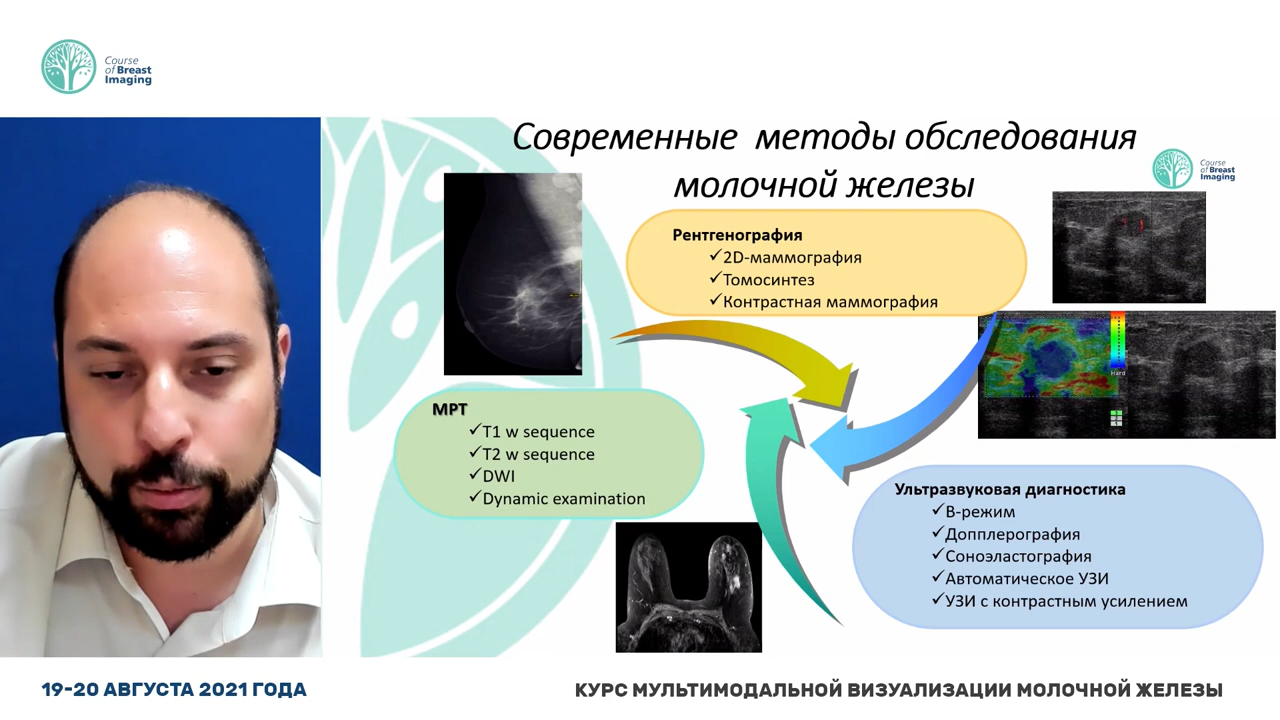 Course
of Breast
Imaging
Современные методы обследования
молочной железы
Course
of Breast
Imaging
Рентгенография
✓2D-маммография
✓Томосинтез
✓Контрастная маммография
Hard
МРТ
✓T1 w sequence
✓T2 w sequence
✓DWI
✓Dynamic examination
Ультразвуковая диагностика
✓В-режим
✓Допплерография
✓Соноэластография
✓Автоматическое УЗИ
✓УЗИ с контрастным усилением
19-20 АВГУСТА 2021 ГОДА
КУРС МУЛЬТИМОДАЛЬНОЙ ВИЗУАЛИЗАЦИИ МОЛОЧНОЙ ЖЕЛЕЗЫ